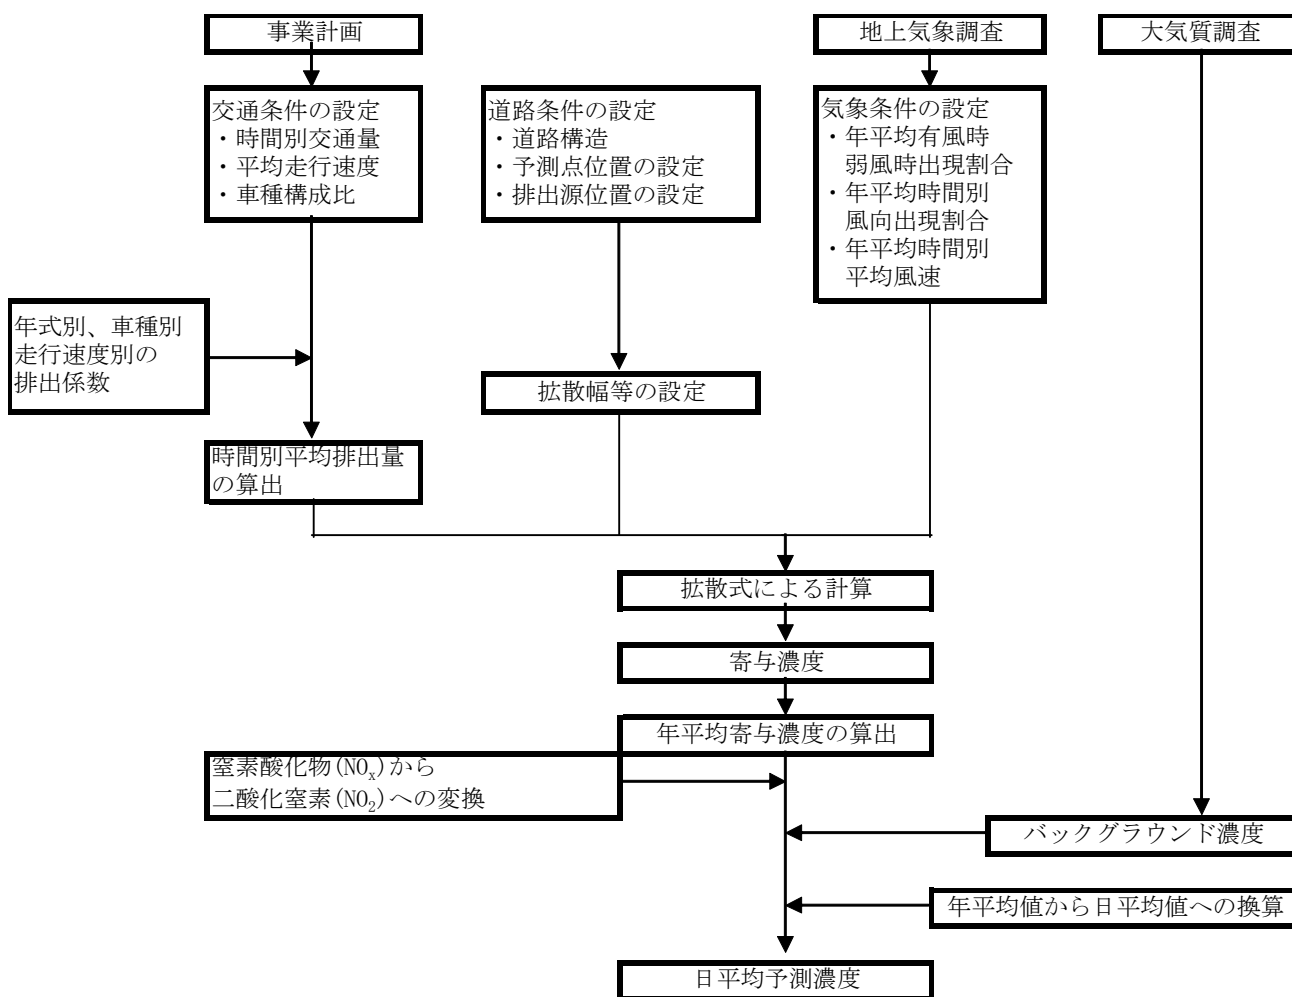 事業計画
地上気象調査
大気質調査
交通条件の設定
・時間別交通量
・平均走行速度
・車種構成比
道路条件の設定
・道路構造
・予測点位置の設定
・排出源位置の設定
気象条件の設定
・年平均有風時
弱風時出現割合
・年平均時間別
風向出現割合
・年平均時間別
平均風速
年式別、車種別
走行速度別の
排出係数
拡散幅等の設定
時間別平均排出量
の算出
拡散式による計算
寄与濃度
年平均寄与濃度の算出
窒素酸化物(NOx)から
二酸化窒素(NO2)への変換
バックグラウンド濃度
年平均値から日平均値への換算
日平均予測濃度